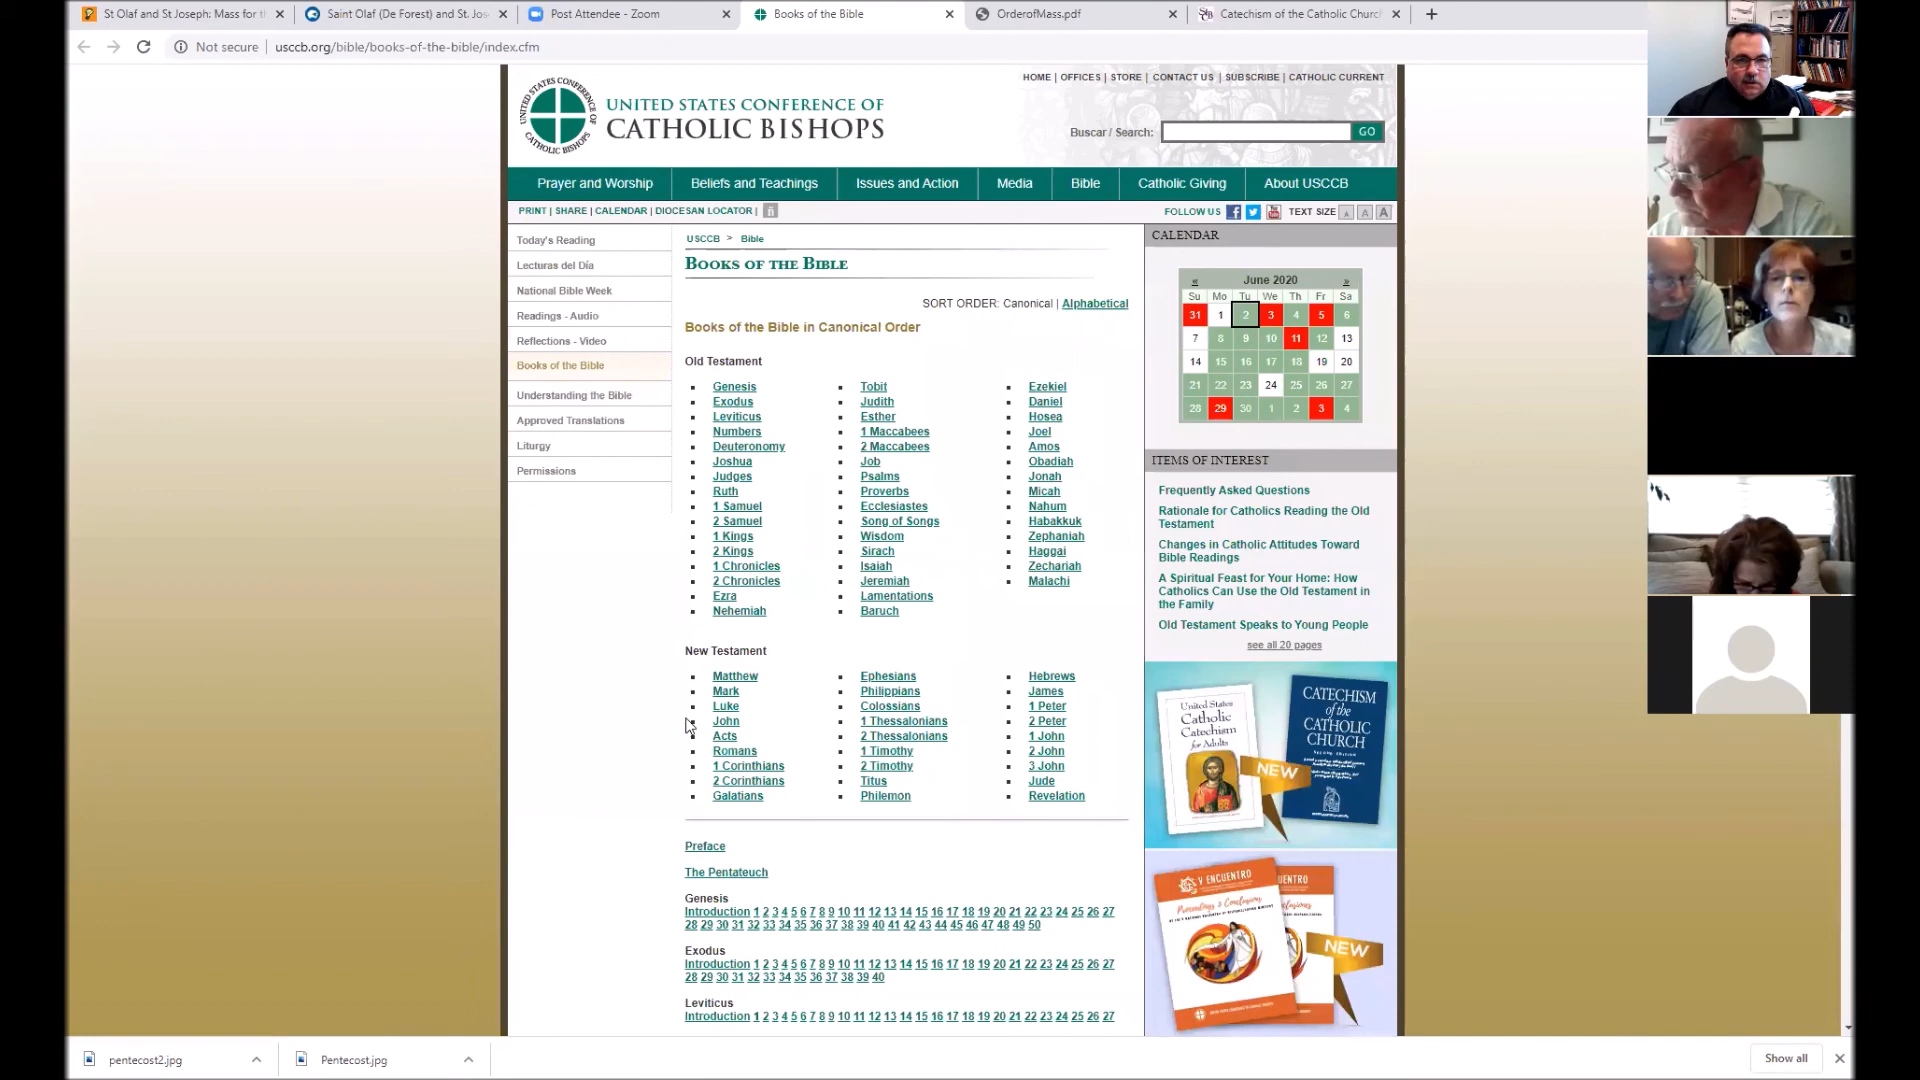 St Olaf and St Joseph: Mass for th
Saint Olaf (De Forest) and St. Jos
Post Attendee - Zoom
Books of the Bible
OrderofMass.pdf
Catechism of the Catholic Church
Not secure | usccb.org/bible/books-of-the-bible/index.cfm
HOME | OFFICES | STORE | CONTACT US | SUBSCRIBE | CATHOLIC CURRENT
UNITED STATES CONFERENCE OF CATHOLIC BISHOPS
UNITED STATES CONFERENCE OF
CATHOLIC BISHOPS
Buscar / Search:
GO
Prayer and Worship
Beliefs and Teachings
Issues and Action
Media
Bible
Catholic Giving
About USCCB
PRINT | SHARE | CALENDAR | DIOCESAN LOCATOR |
FOLLOW US
TEXT SIZE A A A
Today's Reading
Lecturas del Día
National Bible Week
Readings - Audio
Reflections - Video
Books of the Bible
Understanding the Bible
Approved Translations
Liturgy
Permissions
USCCB > Bible
BOOKS OF THE BIBLE
SORT ORDER: Canonical | Alphabetical
Books of the Bible in Canonical Order
Old Testament
Genesis
Exodus
Leviticus
Numbers
Deuteronomy
Joshua
Judges
Ruth
1 Samuel
2 Samuel
1 Kings
2 Kings
1 Chronicles
2 Chronicles
Ezra
Nehemiah
Tobit
Judith
Esther
1 Maccabees
2 Maccabees
Job
Psalms
Proverbs
Ecclesiastes
Song of Songs
Wisdom
Sirach
Isaiah
Jeremiah
Lamentations
Baruch
Ezekiel
Daniel
Hosea
Joel
Amos
Obadiah
Jonah
Micah
Nahum
Habakkuk
Zephaniah
Haggai
Zechariah
Malachi
New Testament
Matthew
Mark
Luke
John
Acts
Romans
1 Corinthians
2 Corinthians
Galatians
Ephesians
Philippians
Colossians
1 Thessalonians
2 Thessalonians
1 Timothy
2 Timothy
Titus
Philemon
Hebrews
James
1 Peter
2 Peter
1 John
2 John
3 John
Jude
Revelation
Preface
The Pentateuch
Genesis
Introduction 1 2 3 4 5 6 7 8 9 10 11 12 13 14 15 16 17 18 19 20 21 22 23 24 25 26 27
28 29 30 31 32 33 34 35 36 37 38 39 40 41 42 43 44 45 46 47 48 49 50
Exodus
Introduction 1 2 3 4 5 6 7 8 9 10 11 12 13 14 15 16 17 18 19 20 21 22 23 24 25 26 27
28 29 30 31 32 33 34 35 36 37 38 39 40
Leviticus
Introduction 1 2 3 4 5 6 7 8 9 10 11 12 13 14 15 16 17 18 19 20 21 22 23 24 25 26 27
CALENDAR
« June 2020 »
Su Mo Tu We Th Fr Sa
31 1 2 3 4 5 6
7 8 9 10 11 12 13
14 15 16 17 18 19 20
21 22 23 24 25 26 27
28 29 30 1 2 3 4
ITEMS OF INTEREST
Frequently Asked Questions
Rationale for Catholics Reading the Old
Testament
Changes in Catholic Attitudes Toward
Bible Readings
A Spiritual Feast for Your Home: How
Catholics Can Use the Old Testament in
the Family
Old Testament Speaks to Young People
see all 20 pages
United States
Catholic
Catechism
for Adults
CATECHISM
of the
CATHOLIC
CHURCH
SECOND EDITION
NEW
V ENCUENTRO
Proceedings & Conclusions
NEW
pentecost2.jpg
Pentecost.jpg
Show all